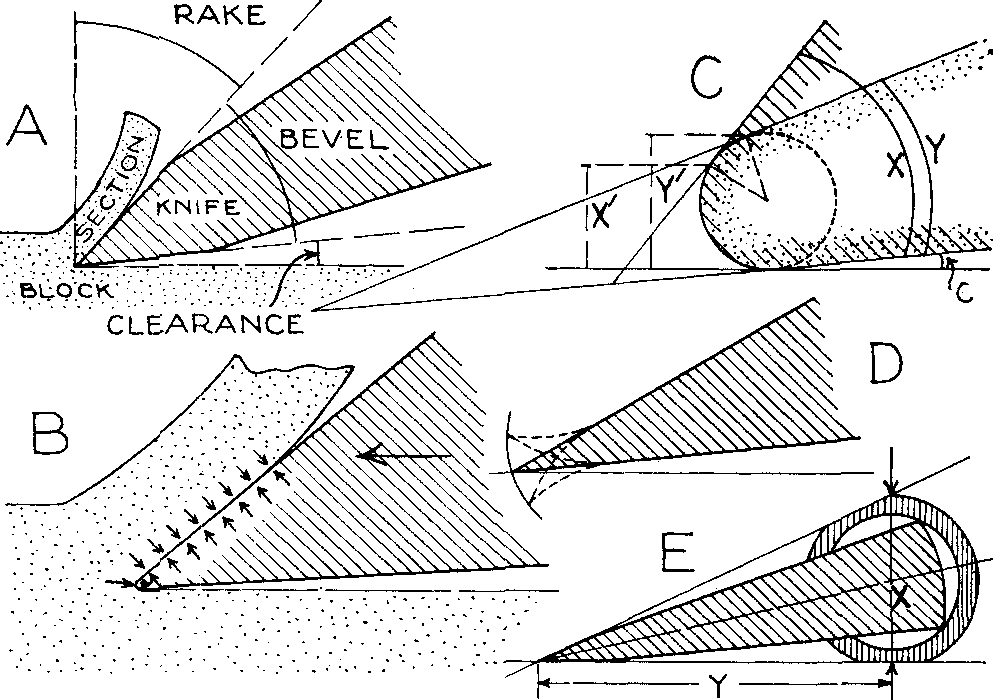 RAKE
A
BEVEL
SECTION
KNIFE
BLOCK
CLEARANCE
C
X
Y
Y'
X'
C
B
D
E
X
Y